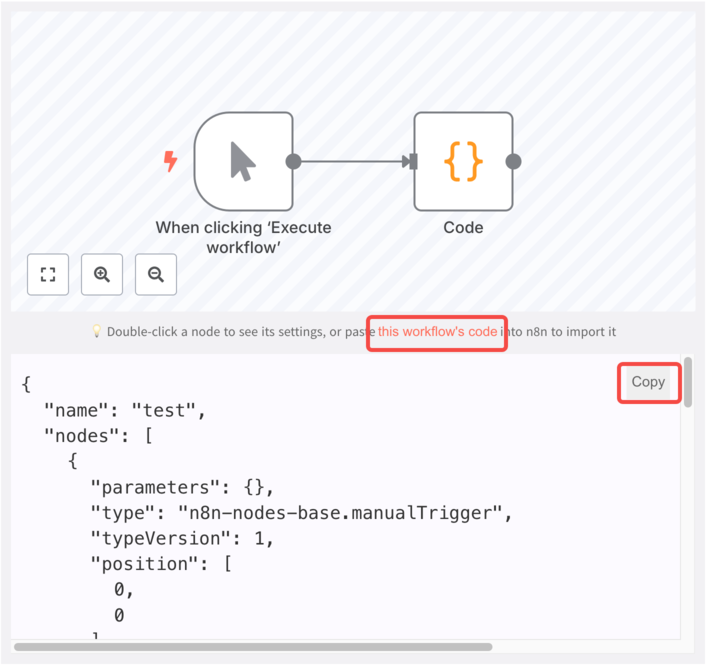 When clicking ‘Execute
workflow’
Code
Double-click a node to see its settings, or paste this workflow's code into n8n to import it
Copy
{
"name": "test",
"nodes": [
{
"parameters": {},
"type": "n8n-nodes-base.manualTrigger",
"typeVersion": 1,
"position": [
0,
0
]